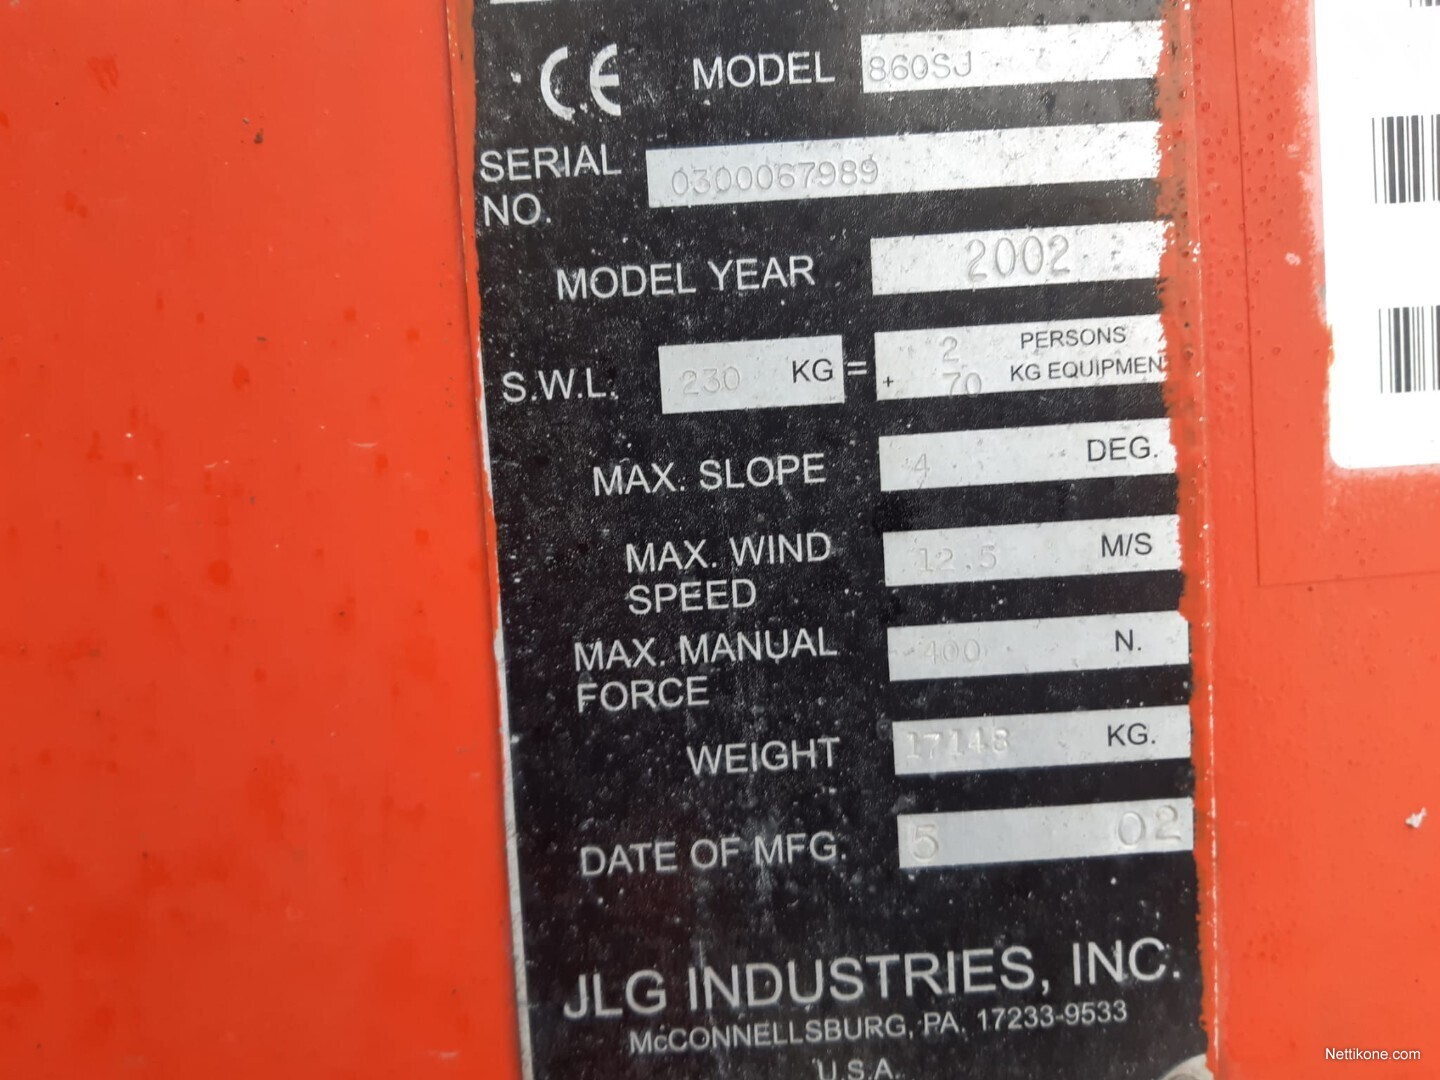 CE MODEL 860SJ
SERIAL NO. 0300067989
MODEL YEAR 2002
S.W.L. 230 KG = 2 PERSONS
+ 70 KG EQUIPMEN
MAX. SLOPE 4 DEG.
MAX. WIND SPEED 12.5 M/S
MAX. MANUAL FORCE 400 N.
WEIGHT 17148 KG.
DATE OF MFG. 5 02
JLG INDUSTRIES, INC.
McCONNELLSBURG, PA. 17233-9533
U.S.A.
Nettikone.com